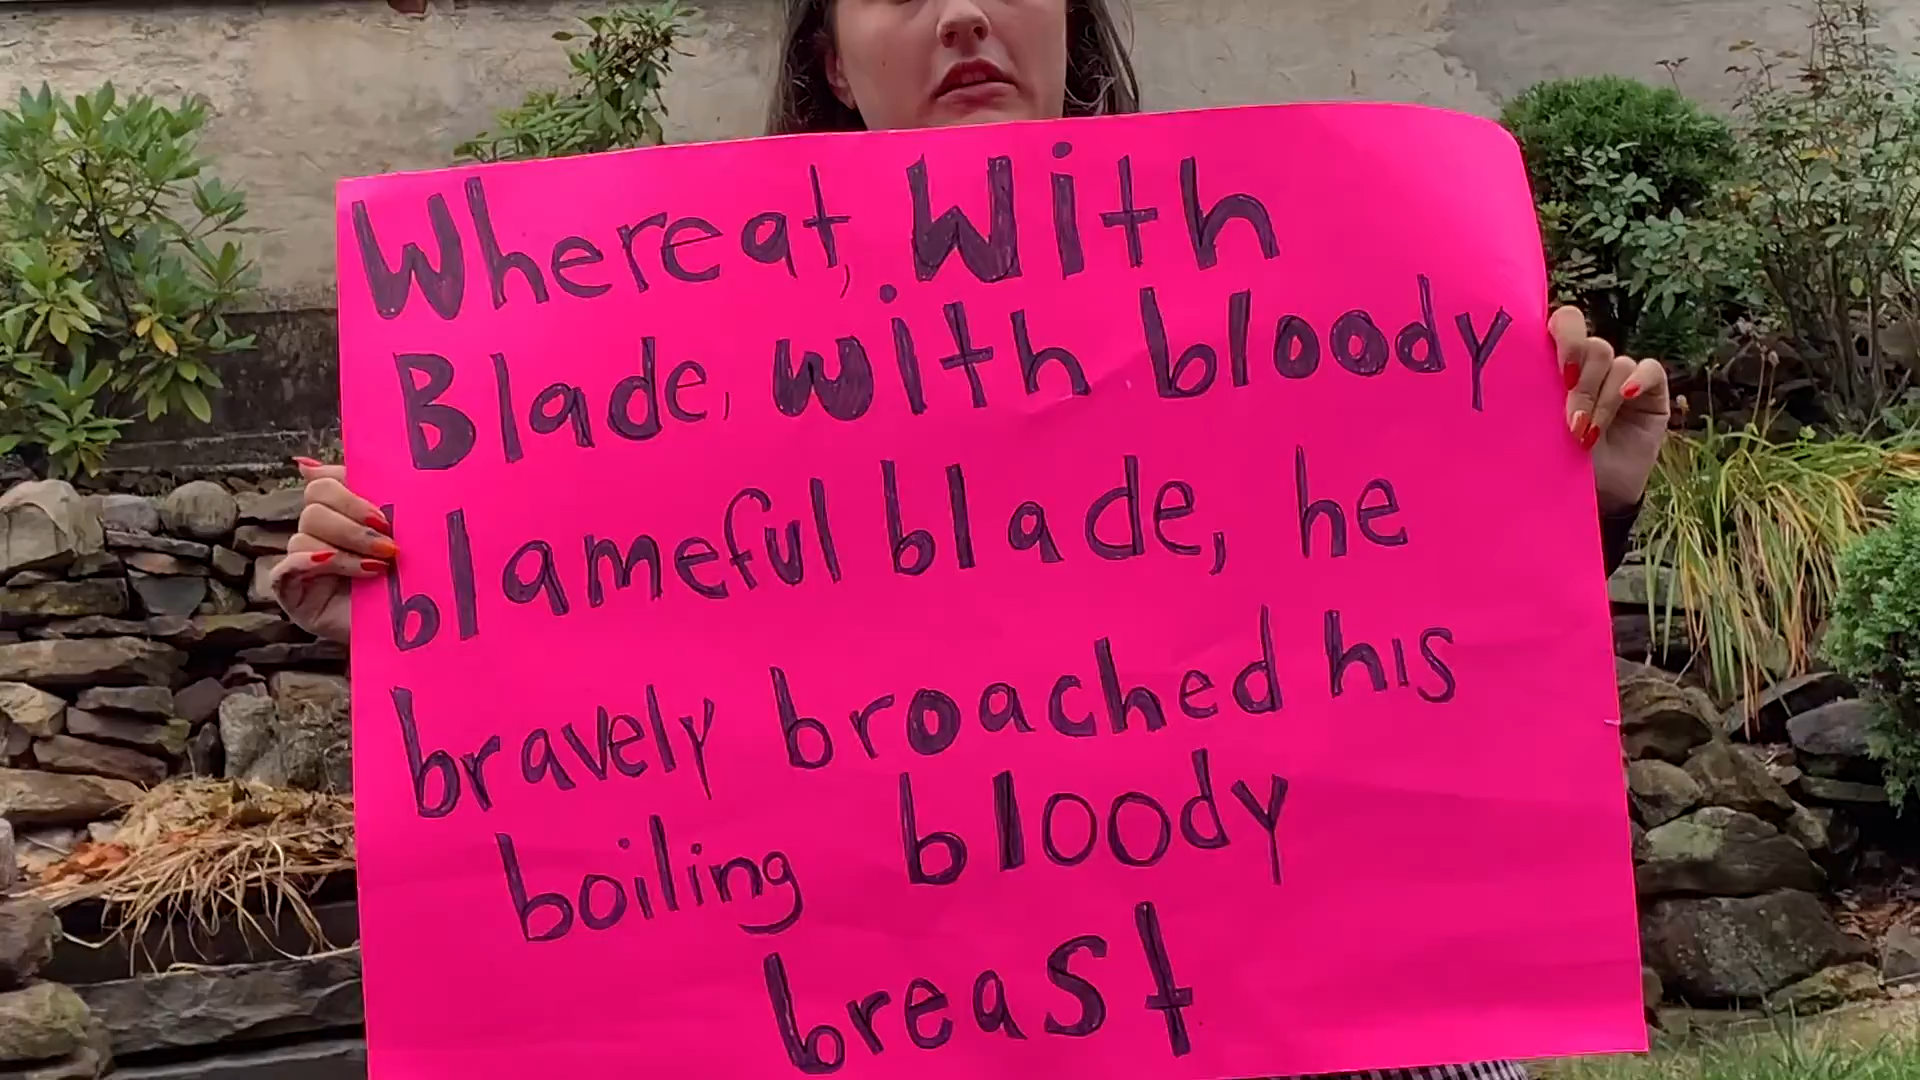 Whereat, With
Blade, with bloody
blameful blade, he
bravely broached his
boiling bloody
breast